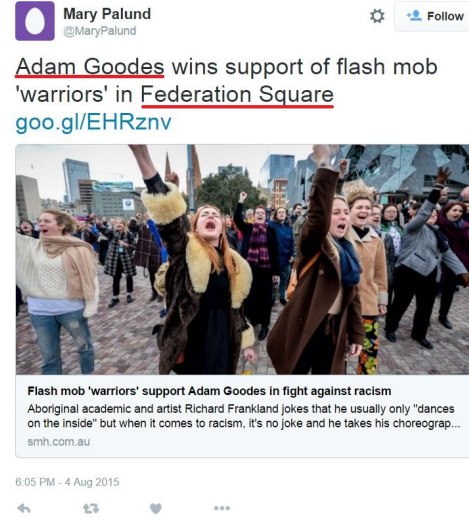 Mary Palund
@MaryPalund
Follow
Adam Goodes wins support of flash mob
'warriors' in Federation Square
goo.gl/EHRznv
Flash mob 'warriors' support Adam Goodes in fight against racism
Aboriginal academic and artist Richard Frankland jokes that he usually only "dances
on the inside" but when it comes to racism, it's no joke and he takes his choreograp...
smh.com.au
6:05 PM - 4 Aug 2015